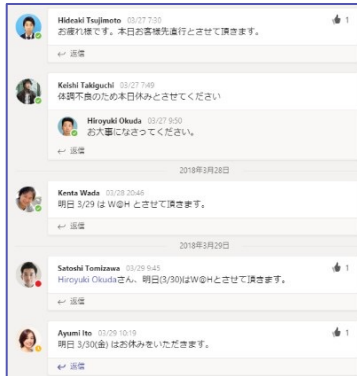 Hideaki Tsujimoto 03/27 7:30 1
お疲れ様です。本日お客様先直行とさせて頂きます。
返信
Keishi Takiguchi 03/27 7:49
体調不良のため本日休みとさせてください
Hiroyuki Okuda 03/27 9:50
お大事になさってください。
返信
2018年3月28日
Kenta Wada 03/28 20:46
明日 3/29 は W@H とさせて頂きます。
返信
2018年3月29日
Satoshi Tomizawa 03/29 9:45 1
Hiroyuki Okudaさん、明日(3/30)はW@Hとさせて頂きます。
返信
Ayumi Ito 03/29 10:19 1
明日 3/30(金) はお休みをいただきます。
返信